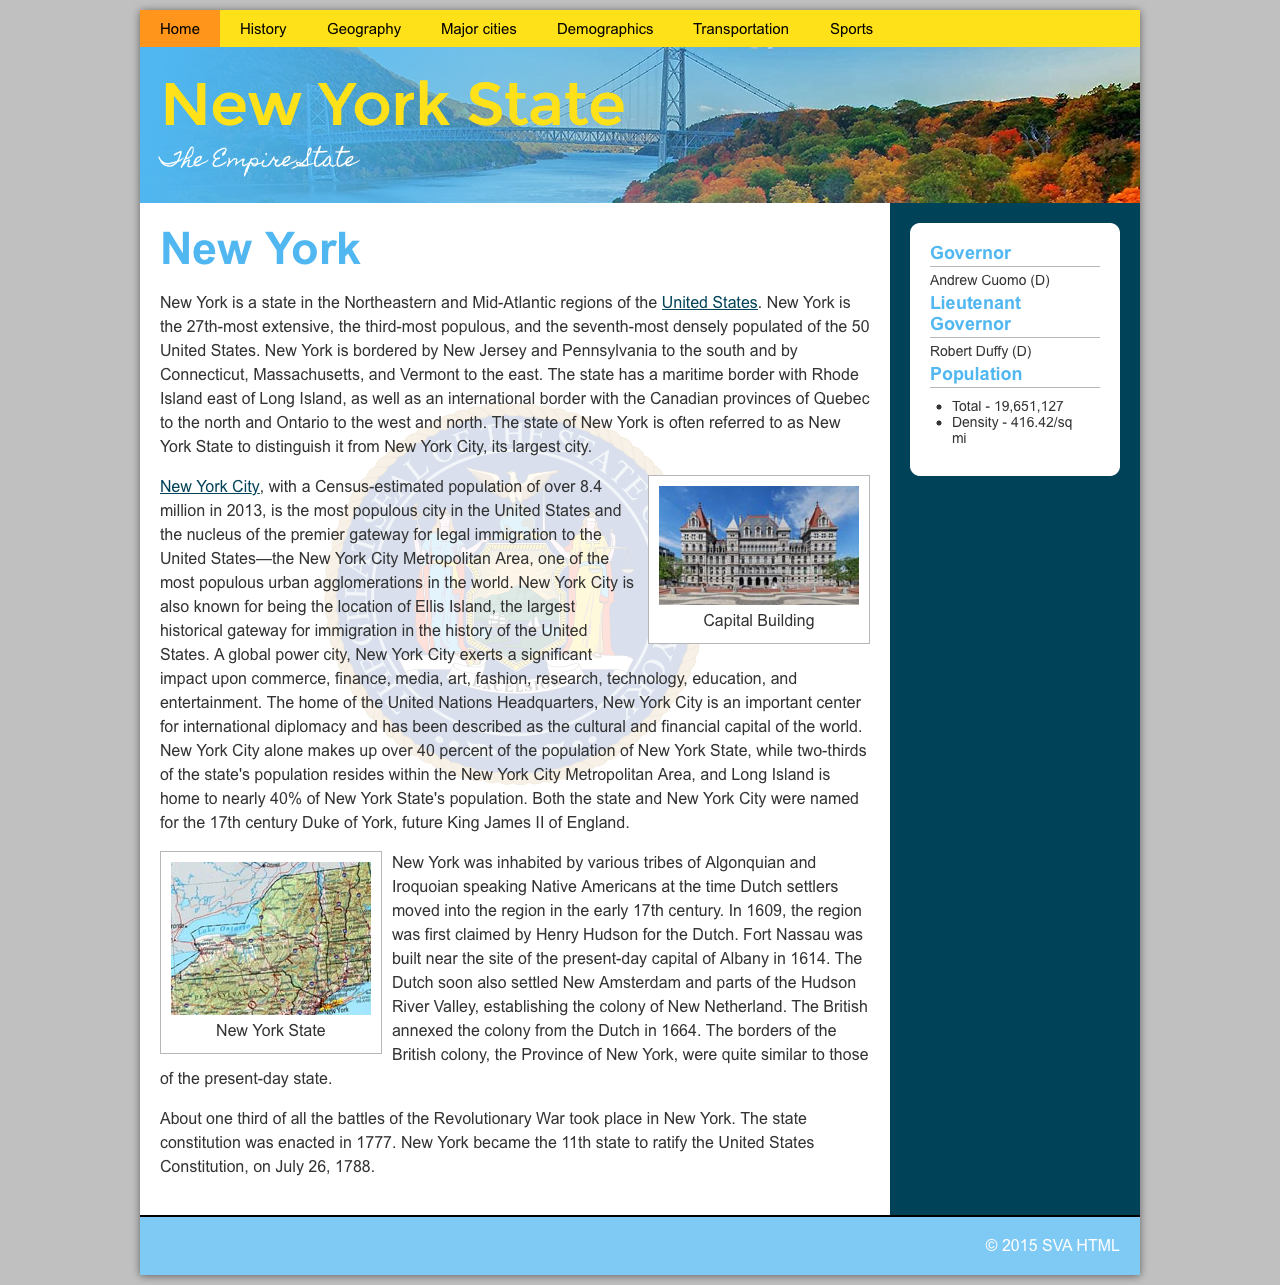 Home History Geography Major cities Demographics Transportation Sports
New York State
The Empire State
New York
New York is a state in the Northeastern and Mid-Atlantic regions of the United States. New York is
the 27th-most extensive, the third-most populous, and the seventh-most densely populated of the 50
United States. New York is bordered by New Jersey and Pennsylvania to the south and by
Connecticut, Massachusetts, and Vermont to the east. The state has a maritime border with Rhode
Island east of Long Island, as well as an international border with the Canadian provinces of Quebec
to the north and Ontario to the west and north. The state of New York is often referred to as New
York State to distinguish it from New York City, its largest city.
New York City, with a Census-estimated population of over 8.4
million in 2013, is the most populous city in the United States and
the nucleus of the premier gateway for legal immigration to the
United States—the New York City Metropolitan Area, one of the
most populous urban agglomerations in the world. New York City is
also known for being the location of Ellis Island, the largest
historical gateway for immigration in the history of the United
States. A global power city, New York City exerts a significant
impact upon commerce, finance, media, art, fashion, research, technology, education, and
entertainment. The home of the United Nations Headquarters, New York City is an important center
for international diplomacy and has been described as the cultural and financial capital of the world.
New York City alone makes up over 40 percent of the population of New York State, while two-thirds
of the state's population resides within the New York City Metropolitan Area, and Long Island is
home to nearly 40% of New York State's population. Both the state and New York City were named
for the 17th century Duke of York, future King James II of England.
Capital Building
New York was inhabited by various tribes of Algonquian and
Iroquoian speaking Native Americans at the time Dutch settlers
moved into the region in the early 17th century. In 1609, the region
was first claimed by Henry Hudson for the Dutch. Fort Nassau was
built near the site of the present-day capital of Albany in 1614. The
Dutch soon also settled New Amsterdam and parts of the Hudson
River Valley, establishing the colony of New Netherland. The British
annexed the colony from the Dutch in 1664. The borders of the
British colony, the Province of New York, were quite similar to those
of the present-day state.
Lake Ontario
PENNSYLVANIA
New York
New York State
About one third of all the battles of the Revolutionary War took place in New York. The state
constitution was enacted in 1777. New York became the 11th state to ratify the United States
Constitution, on July 26, 1788.
Governor
Andrew Cuomo (D)
Lieutenant
Governor
Robert Duffy (D)
Population
• Total - 19,651,127
• Density - 416.42/sq
mi
© 2015 SVA HTML